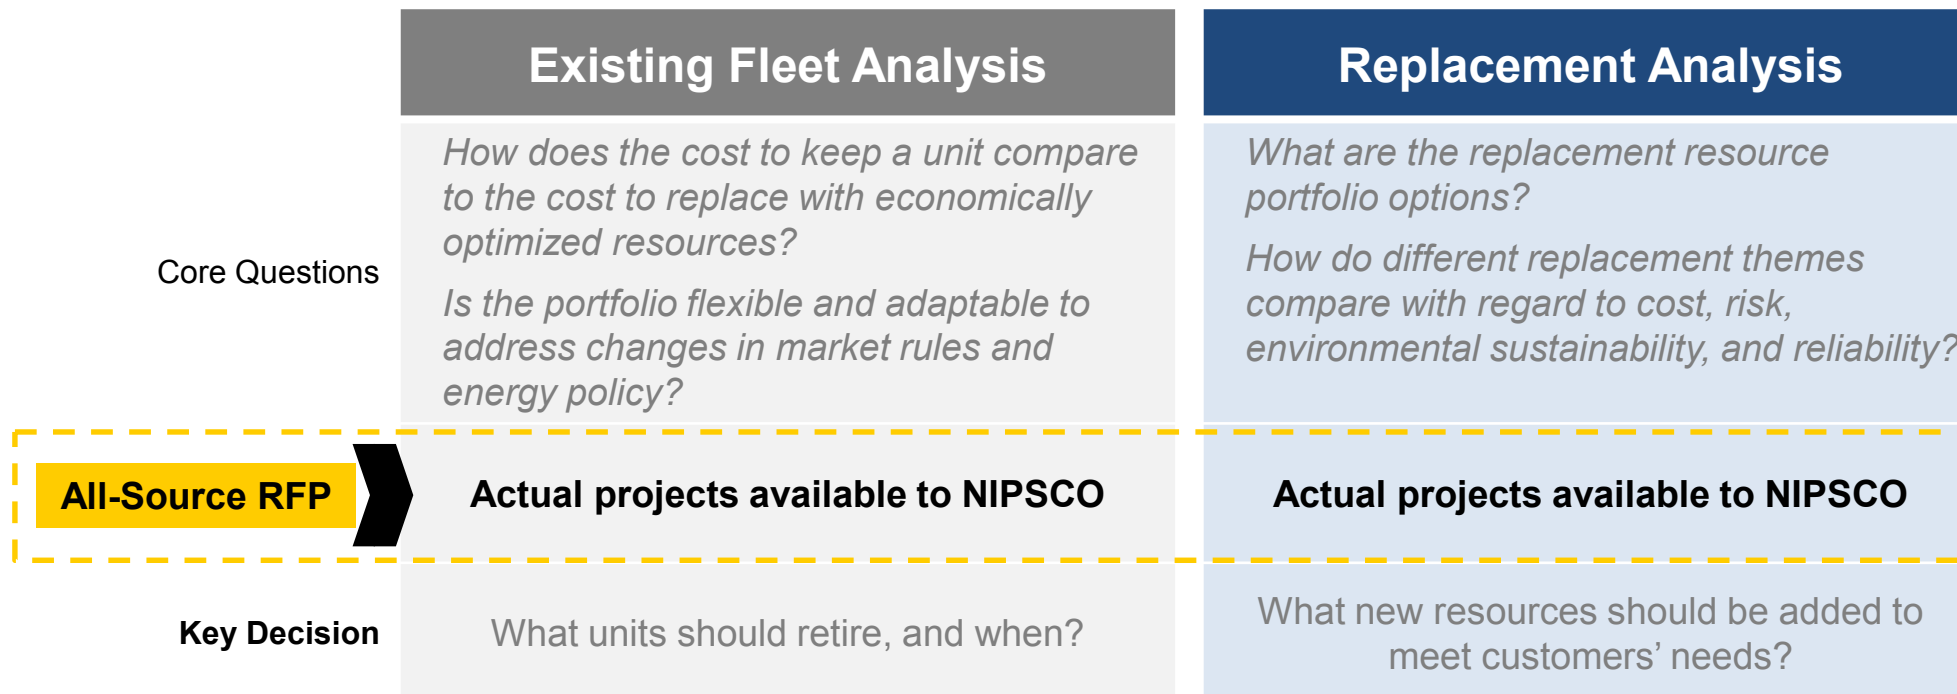 Existing Fleet Analysis
Replacement Analysis
Core Questions
How does the cost to keep a unit compare
to the cost to replace with economically
optimized resources?
Is the portfolio flexible and adaptable to
address changes in market rules and
energy policy?
What are the replacement resource
portfolio options?
How do different replacement themes
compare with regard to cost, risk,
environmental sustainability, and reliability?
All-Source RFP
Actual projects available to NIPSCO
Actual projects available to NIPSCO
Key Decision
What units should retire, and when?
What new resources should be added to
meet customers’ needs?